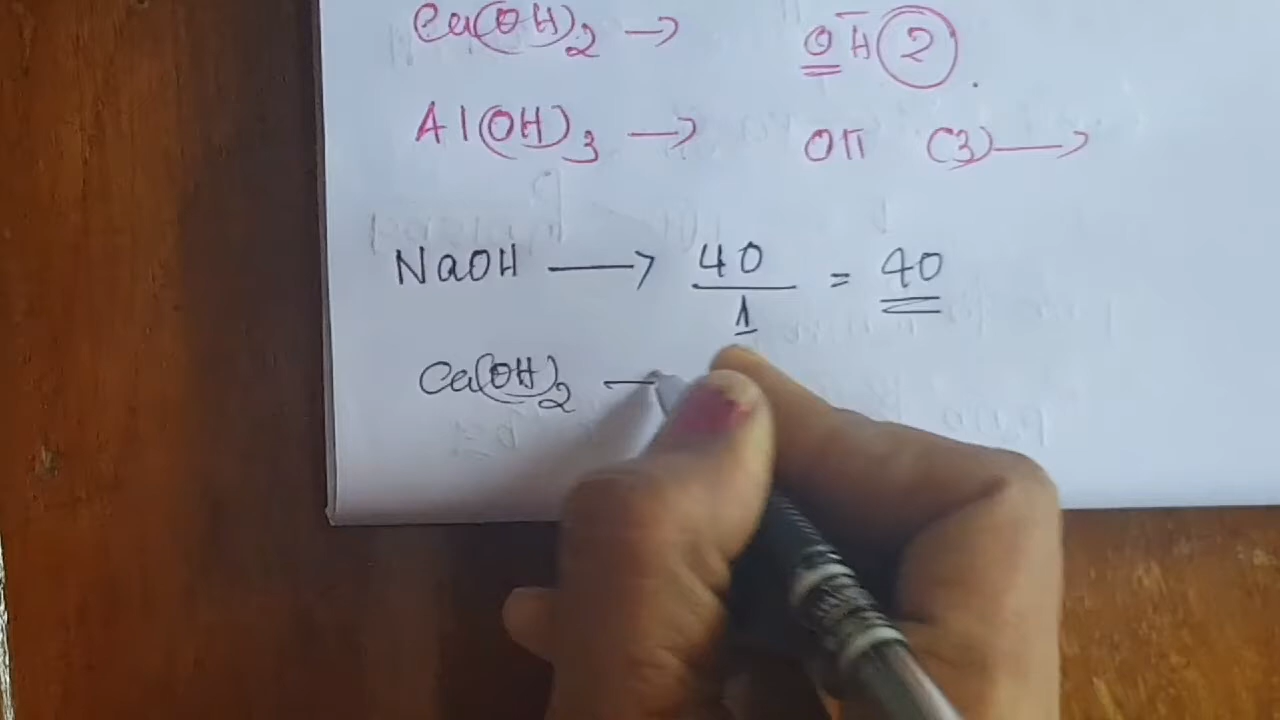 Ca(OH)₂ → OH̅ 2
Al(OH)₃ → OH (3) →
NaOH → 40/1 = 40
Ca(OH)₂ —